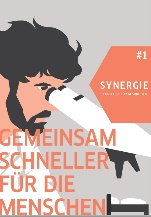 #1
SYNERGIE
GEMEINSAM
SCHNELLER
FÜR DIE
MENSCHEN